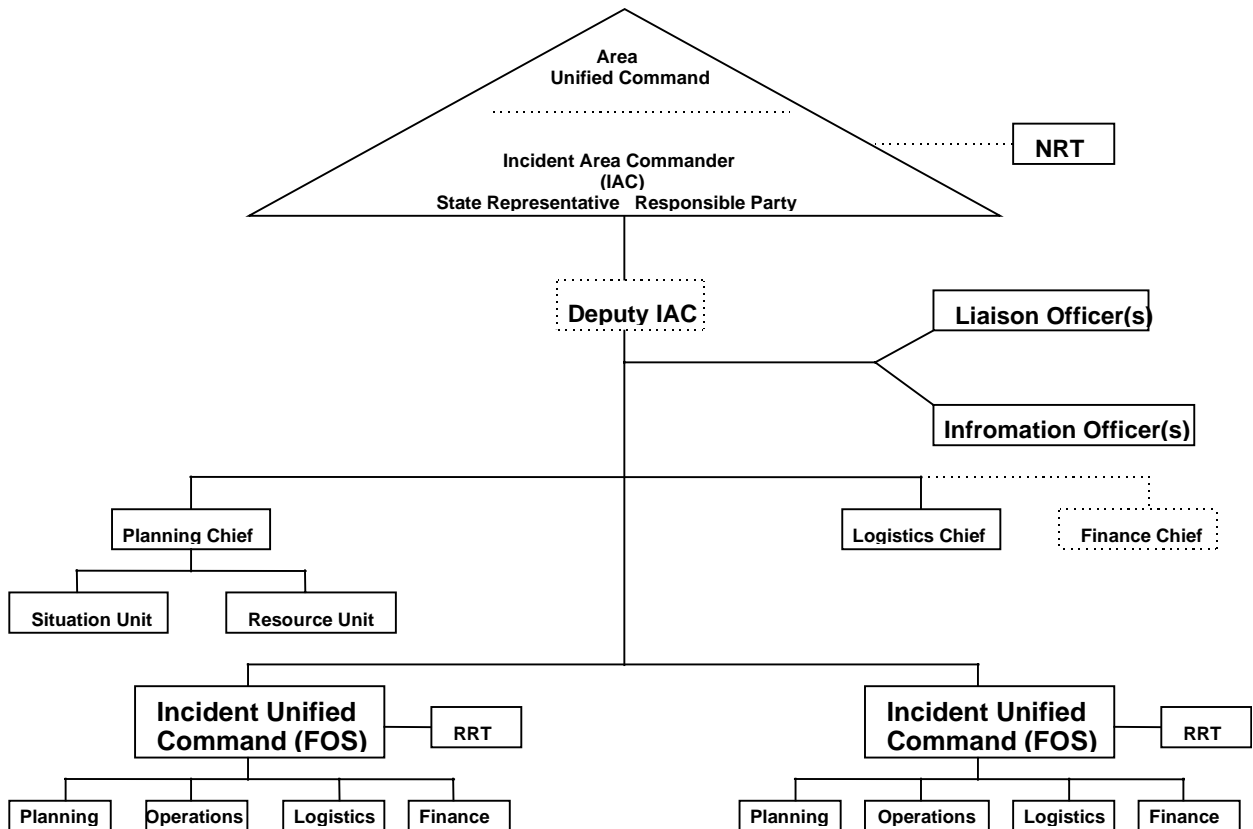 Area
Unified Command
NRT
Incident Area Commander
(IAC)
State Representative Responsible Party
Deputy IAC
Liaison Officer(s)
Infromation Officer(s)
Planning Chief
Logistics Chief
Finance Chief
Situation Unit
Resource Unit
Incident Unified
Command (FOS)
RRT
Incident Unified
Command (FOS)
RRT
Planning
Operations
Logistics
Finance
Planning
Operations
Logistics
Finance